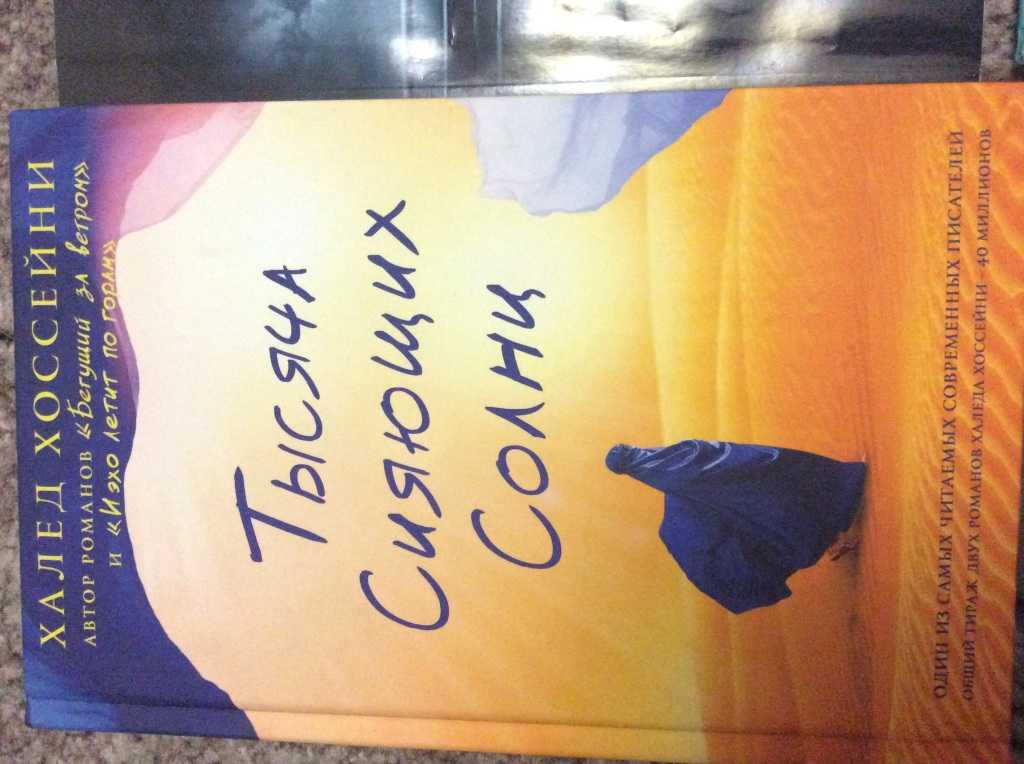 ХАЛЕД ХОССЕЙНИ
АВТОР РОМАНОВ «Бегущий за ветром»
И «И эхо летит по горам»
Тысяча
Сияющих
Солнц
ОДИН ИЗ САМЫХ ЧИТАЕМЫХ СОВРЕМЕННЫХ ПИСАТЕЛЕЙ
ОБЩИЙ ТИРАЖ ДВУХ РОМАНОВ ХАЛЕДА ХОССЕЙНИ – 40 МИЛЛИОНОВ